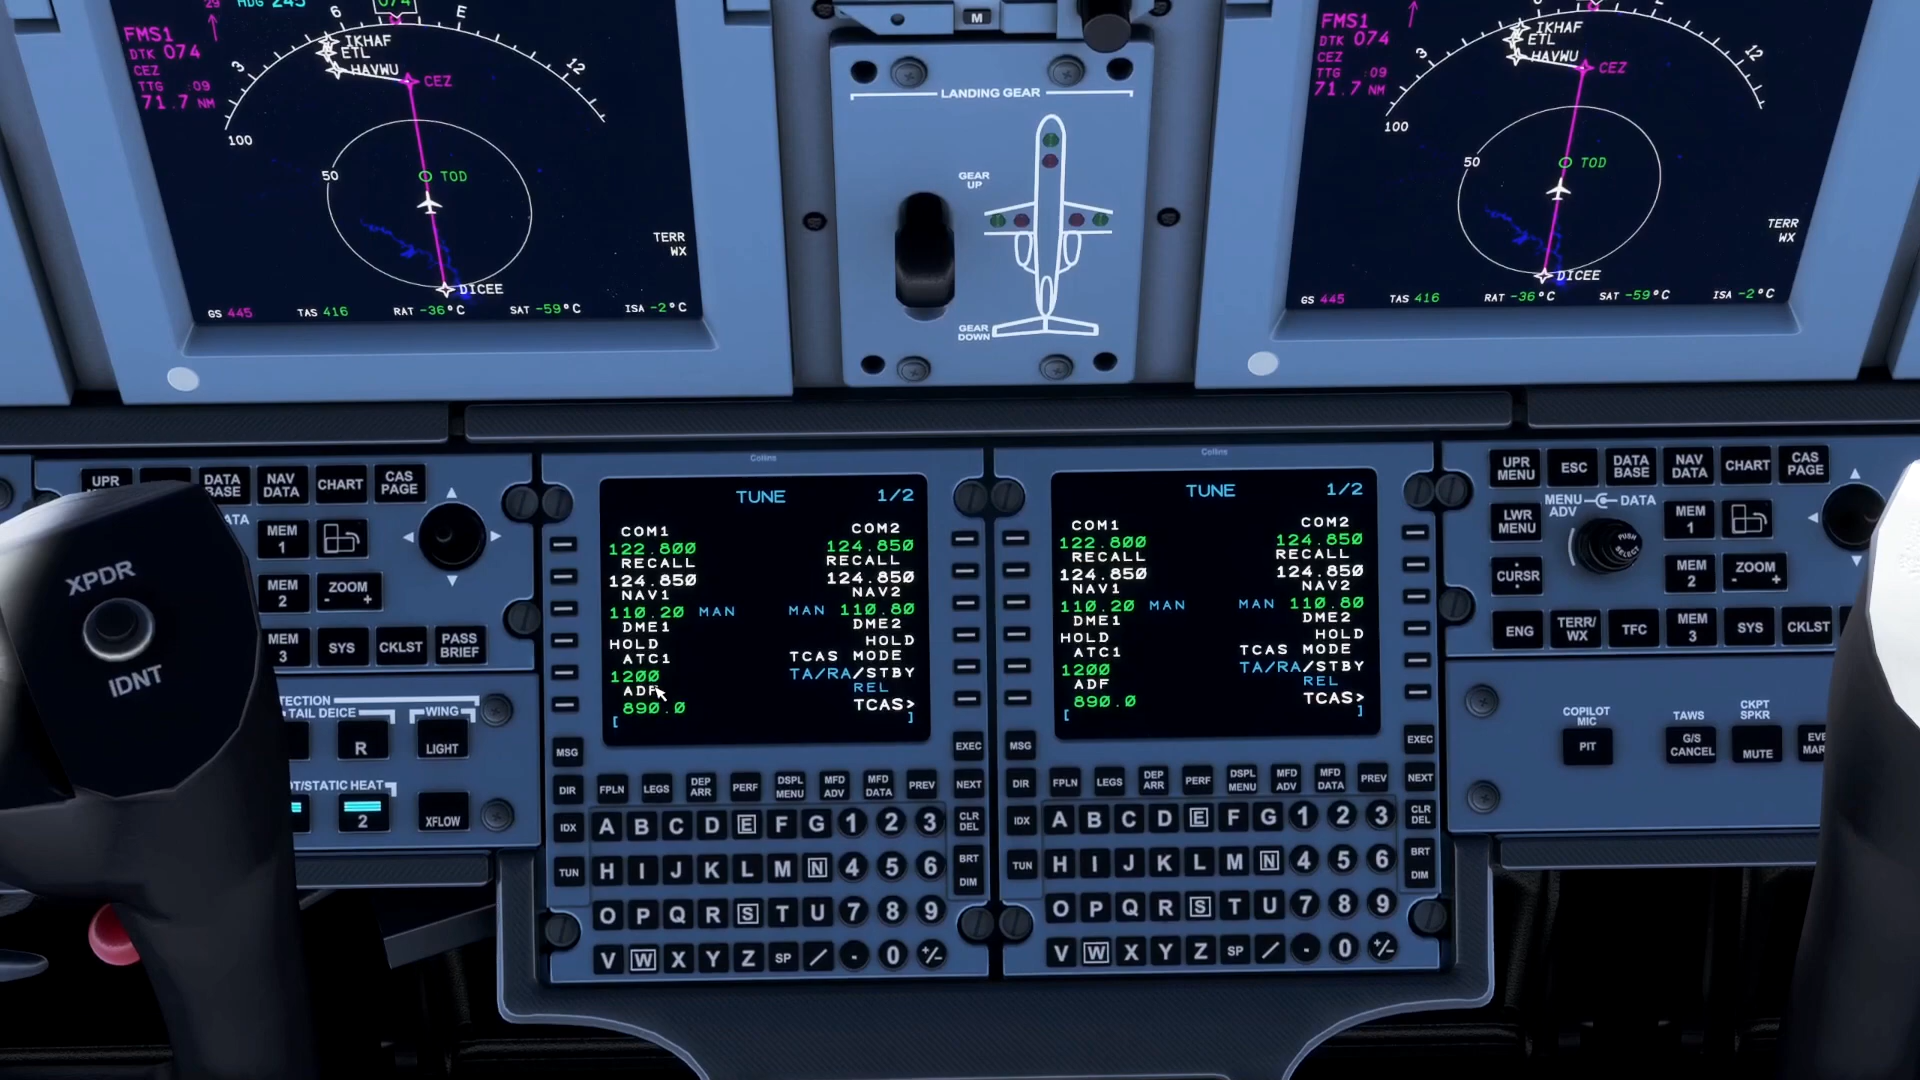 29
HDG 245
074
6
E
FMS1
DTK 074
CEZ
TTG :09
71.7 NM
IKHAF
ETL
HAVWU
CEZ
3
12
100
50
TOD
DICEE
TERR
WX
GS 445
TAS 416
RAT -36°C
SAT -59°C
ISA -2°C
M
LANDING GEAR
GEAR
UP
GEAR
DOWN
FMS1
DTK 074
CEZ
TTG :09
71.7 NM
IKHAF
ETL
HAVWU
CEZ
3
12
100
50
TOD
DICEE
TERR
WX
GS 445
TAS 416
RAT -36°C
SAT -59°C
ISA -2°C
UPR
DATA
BASE
NAV
DATA
CHART
CAS
PAGE
MEM
1
MEM
2
ZOOM
- +
MEM
3
SYS
CKLST
PASS
BRIEF
XPDR
IDNT
TAIL DEICE
WING
R
LIGHT
2
XFLOW
Collins
TUNE 1/2
COM1 COM2
122.800 124.850
RECALL RECALL
124.850 124.850
NAV1 NAV2
110.20 MAN MAN 110.80
DME1 DME2
HOLD HOLD
ATC1 TCAS MODE
1200 TA/RA/STBY
ADF REL
890.0 TCAS>
[ ]
MSG
EXEC
DIR
FPLN
LEGS
DEP
ARR
PERF
DSPL
MENU
MFD
ADV
MFD
DATA
PREV
NEXT
IDX
A B C D E F G 1 2 3
CLR
DEL
TUN
H I J K L M N 4 5 6
BRT
DIM
O P Q R S T U 7 8 9
V W X Y Z SP / . 0 +/-
Collins
TUNE 1/2
COM1 COM2
122.800 124.850
RECALL RECALL
124.850 124.850
NAV1 NAV2
110.20 MAN MAN 110.80
DME1 DME2
HOLD HOLD
ATC1 TCAS MODE
1200 TA/RA/STBY
ADF REL
890.0 TCAS>
[ ]
MSG
EXEC
DIR
FPLN
LEGS
DEP
ARR
PERF
DSPL
MENU
MFD
ADV
MFD
DATA
PREV
NEXT
IDX
A B C D E F G 1 2 3
CLR
DEL
TUN
H I J K L M N 4 5 6
BRT
DIM
O P Q R S T U 7 8 9
V W X Y Z SP / . 0 +/-
UPR
MENU
ESC
DATA
BASE
NAV
DATA
CHART
CAS
PAGE
MENU
ADV
DATA
LWR
MENU
PUSH
SELECT
MEM
1
CURSR
MEM
2
ZOOM
- +
ENG
TERR/
WX
TFC
MEM
3
SYS
CKLST
COPILOT
MIC
PIT
TAWS
G/S
CANCEL
CKPT
SPKR
MUTE